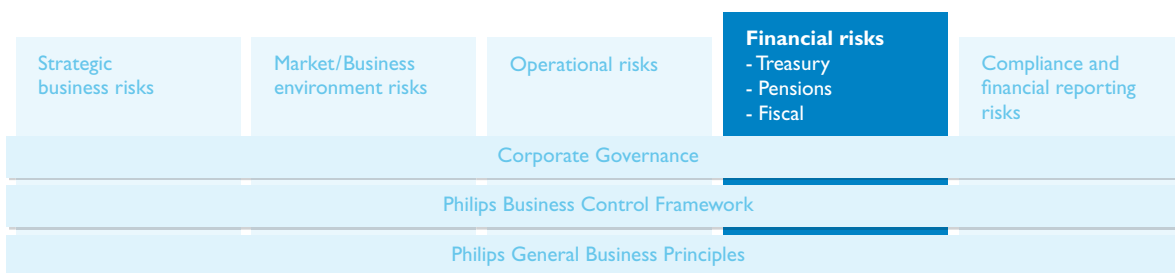 Strategic
business risks
Market/Business
environment risks
Operational risks
Financial risks
- Treasury
- Pensions
- Fiscal
Compliance and
financial reporting
risks
Corporate Governance
Philips Business Control Framework
Philips General Business Principles